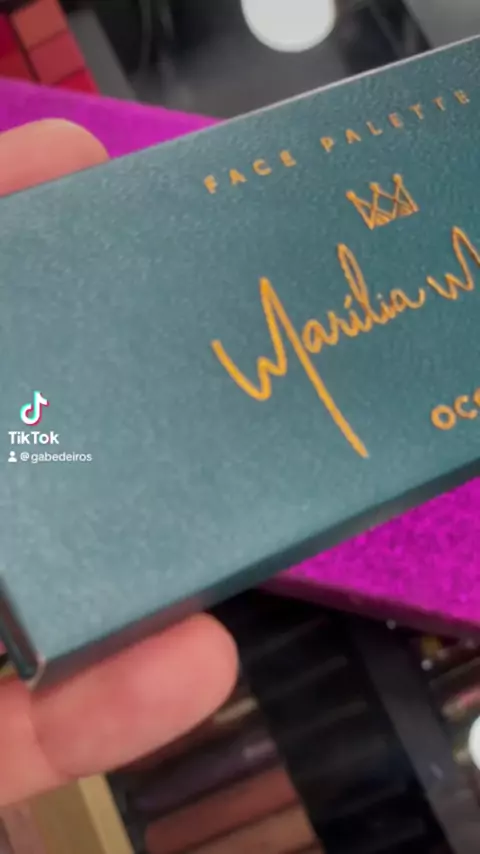 FACE PALETTE
Marília
TikTok
@gabedeiros